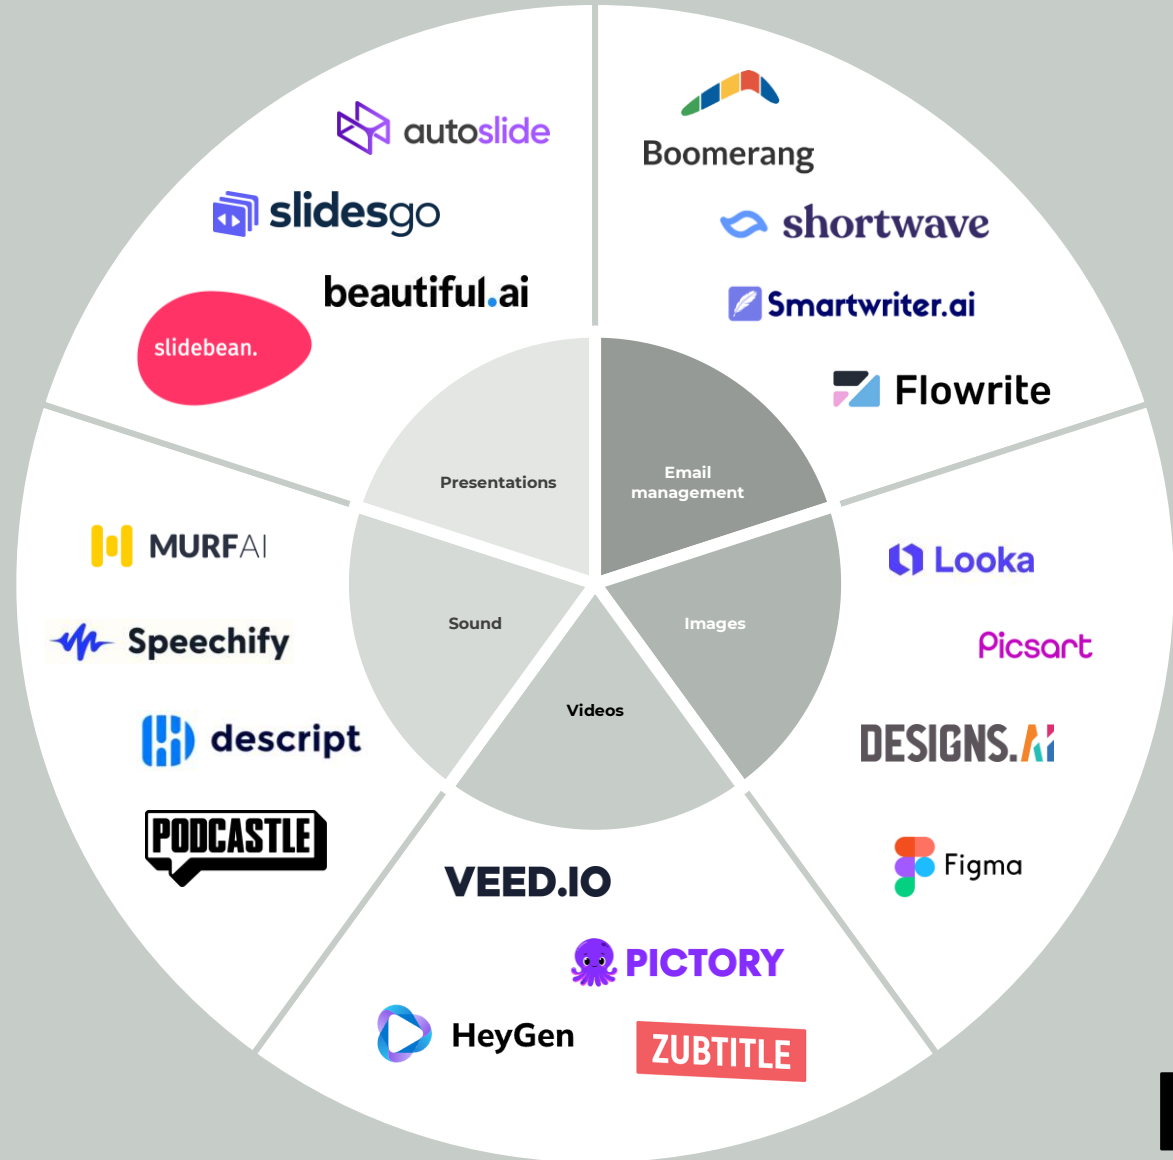 autoslide
slidesgo
beautiful.ai
slidebean.
Boomerang
shortwave
Smartwriter.ai
Flowrite
Presentations
Email
management
Sound
Images
Videos
MURFAI
Speechify
descript
PODCASTLE
Looka
Picsart
DESIGNS.AI
Figma
VEED.IO
PICTORY
HeyGen
ZUBTITLE